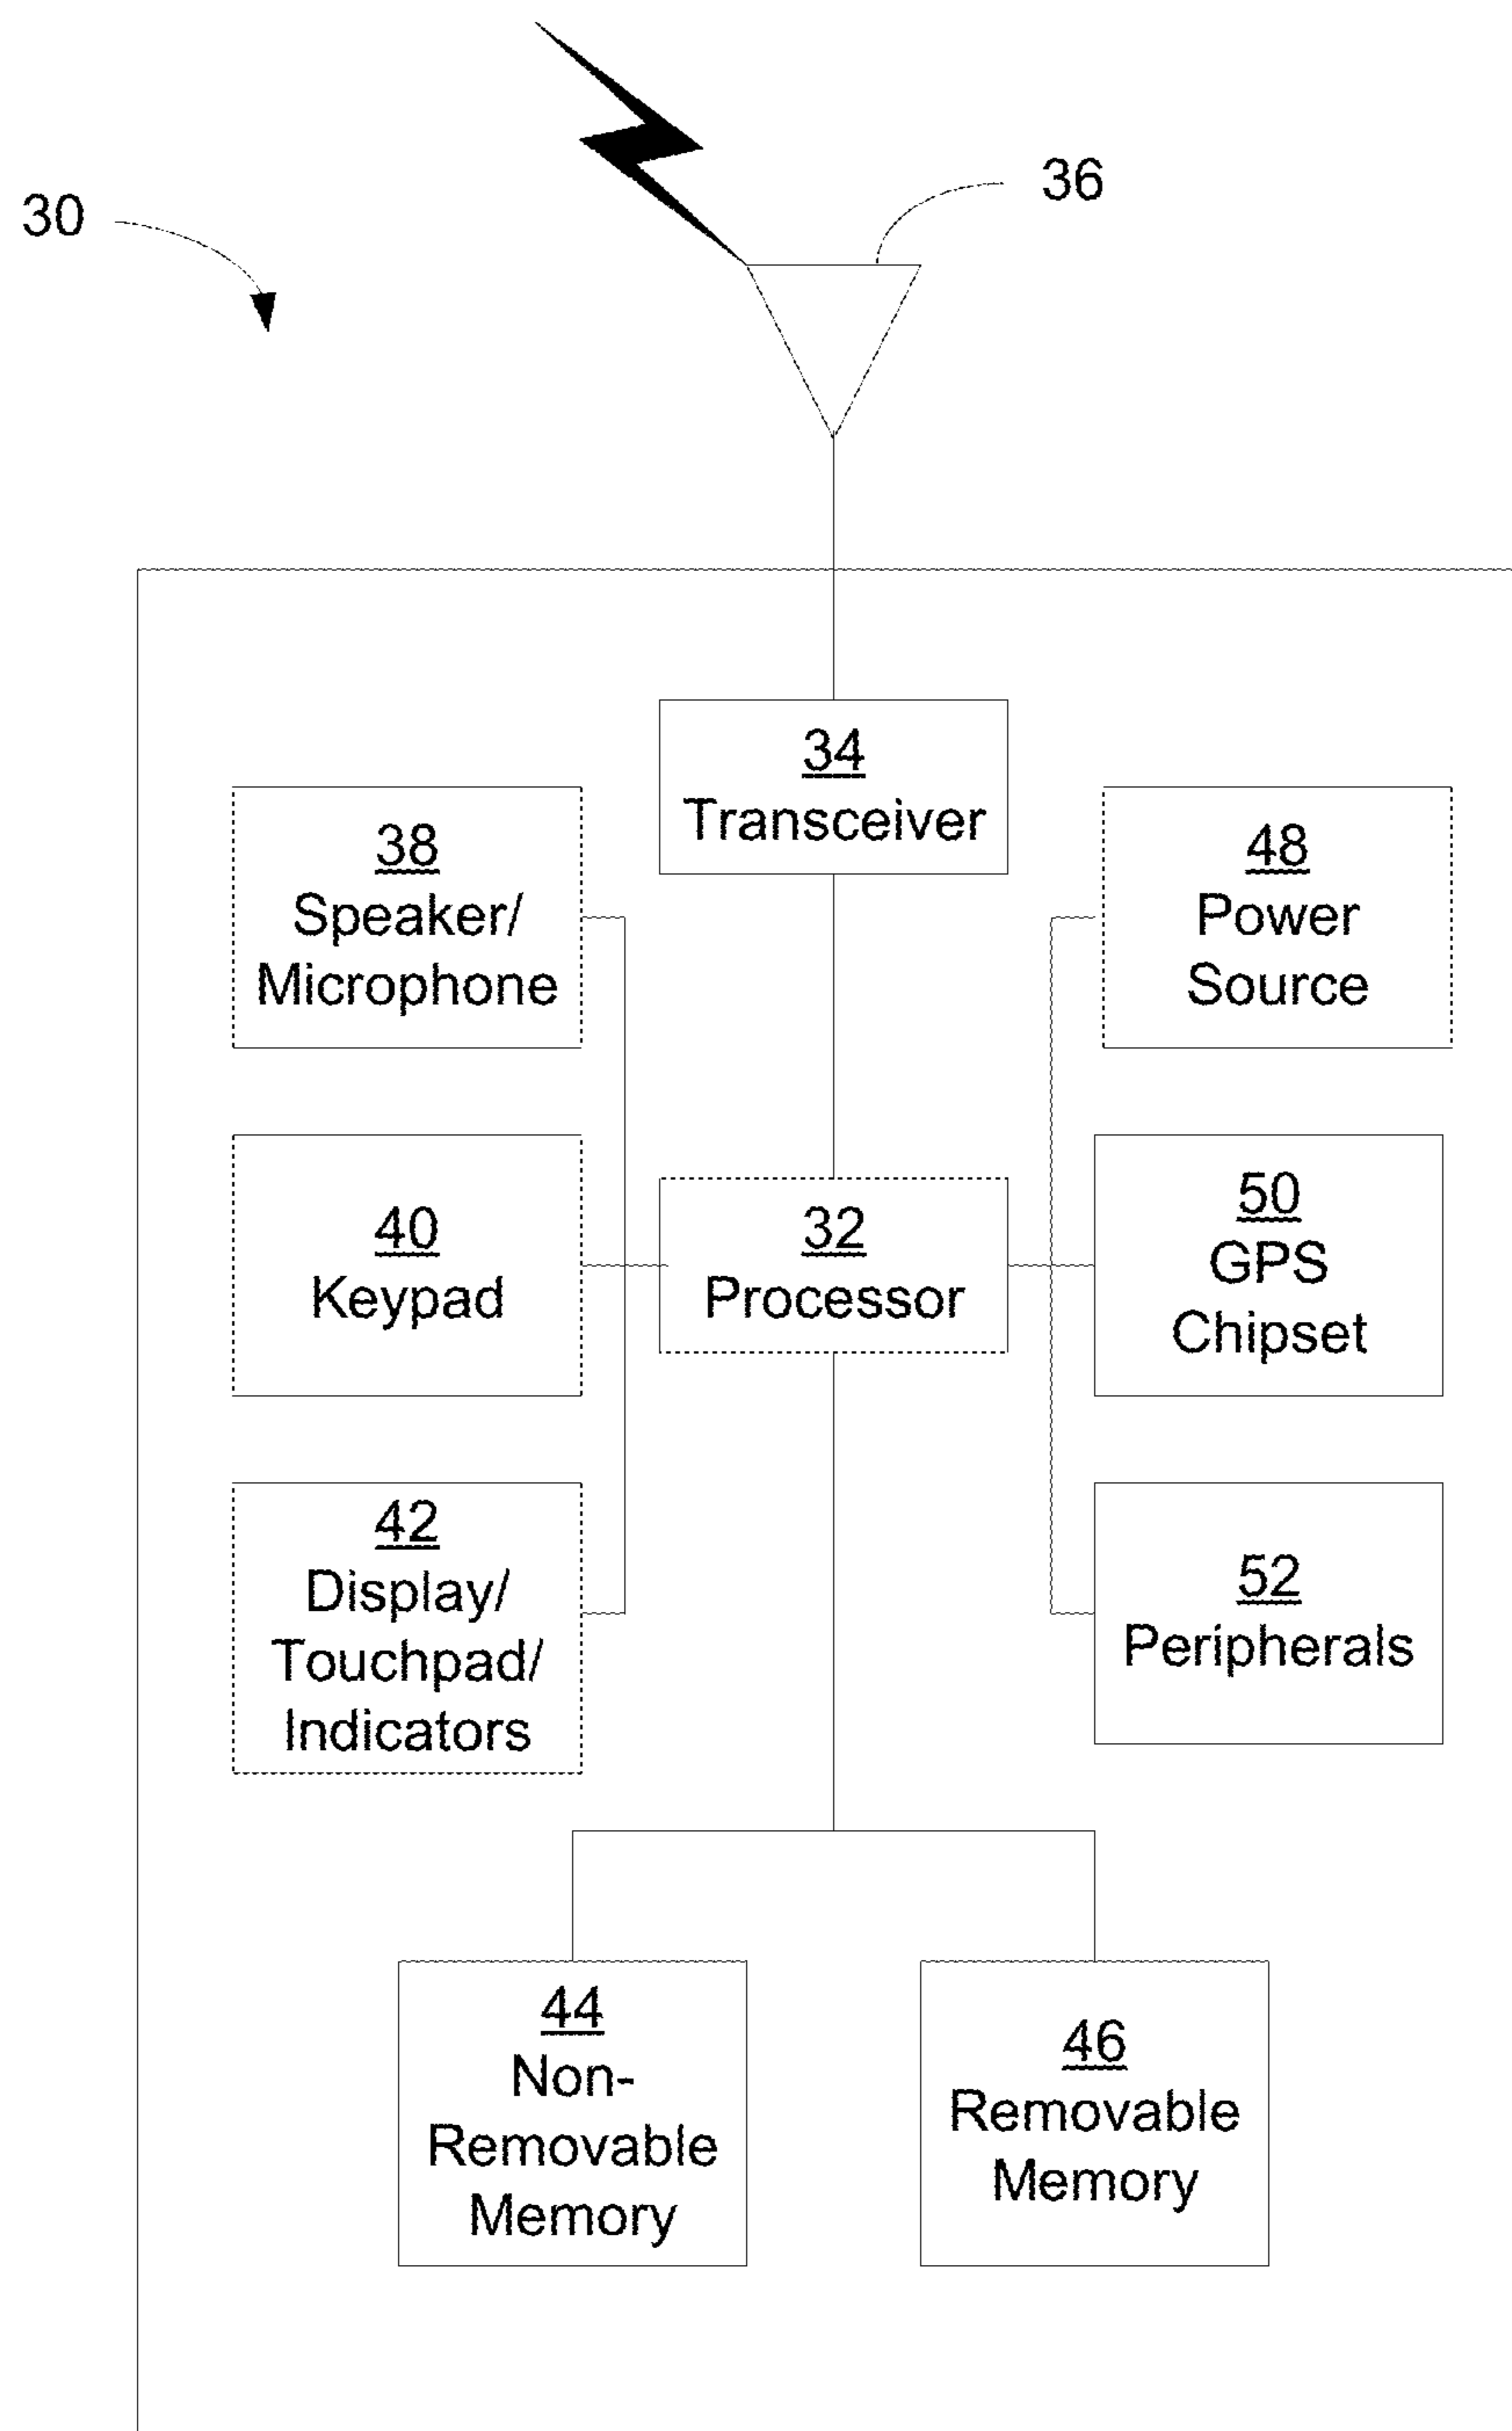 30
36
34
Transceiver
38
Speaker/
Microphone
48
Power
Source
40
Keypad
32
Processor
50
GPS
Chipset
42
Display/
Touchpad/
Indicators
52
Peripherals
44
Non-
Removable
Memory
46
Removable
Memory